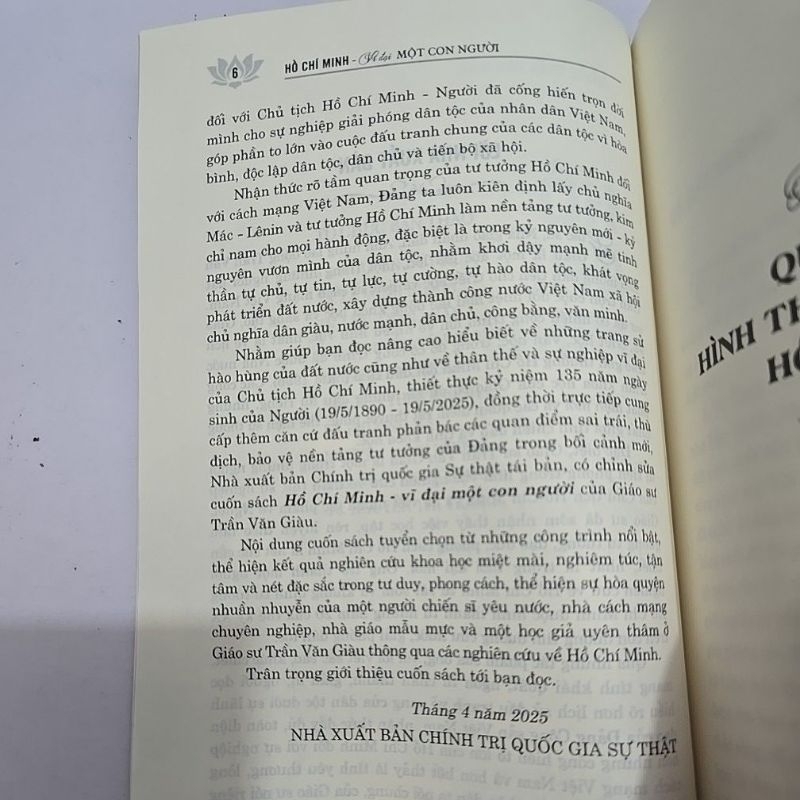 6
HỒ CHÍ MINH - Vĩ đại MỘT CON NGƯỜI
đối với Chủ tịch Hồ Chí Minh - Người đã cống hiến trọn đời
mình cho sự nghiệp giải phóng dân tộc của nhân dân Việt Nam,
góp phần to lớn vào cuộc đấu tranh chung của các dân tộc vì hòa
bình, độc lập dân tộc, dân chủ và tiến bộ xã hội.
Nhận thức rõ tầm quan trọng của tư tưởng Hồ Chí Minh đối
với cách mạng Việt Nam, Đảng ta luôn kiên định lấy chủ nghĩa
Mác - Lênin và tư tưởng Hồ Chí Minh làm nền tảng tư tưởng, kim
chỉ nam cho mọi hành động, đặc biệt là trong kỷ nguyên mới - kỷ
nguyên vươn mình của dân tộc, nhằm khơi dậy mạnh mẽ tinh
thần tự chủ, tự tin, tự lực, tự cường, tự hào dân tộc, khát vọng
phát triển đất nước, xây dựng thành công nước Việt Nam xã hội
chủ nghĩa dân giàu, nước mạnh, dân chủ, công bằng, văn minh.
Nhằm giúp bạn đọc nâng cao hiểu biết về những trang sử
hào hùng của đất nước cũng như về thân thế và sự nghiệp vĩ đại
của Chủ tịch Hồ Chí Minh, thiết thực kỷ niệm 135 năm ngày
sinh của Người (19/5/1890 - 19/5/2025), đồng thời trực tiếp cung
cấp thêm căn cứ đấu tranh phản bác các quan điểm sai trái, thù
địch, bảo vệ nền tảng tư tưởng của Đảng trong bối cảnh mới,
Nhà xuất bản Chính trị quốc gia Sự thật tái bản, có chỉnh sửa
cuốn sách Hồ Chí Minh - vĩ đại một con người của Giáo sư
Trần Văn Giàu.
Nội dung cuốn sách tuyển chọn từ những công trình nổi bật,
thể hiện kết quả nghiên cứu khoa học miệt mài, nghiêm túc, tận
tâm và nét đặc sắc trong tư duy, phong cách, thể hiện sự hòa quyện
nhuần nhuyễn của một người chiến sĩ yêu nước, nhà cách mạng
chuyên nghiệp, nhà giáo mẫu mực và một học giả uyên thâm ở
Giáo sư Trần Văn Giàu thông qua các nghiên cứu về Hồ Chí Minh.
Trân trọng giới thiệu cuốn sách tới bạn đọc.
Tháng 4 năm 2025
NHÀ XUẤT BẢN CHÍNH TRỊ QUỐC GIA SỰ THẬT
HÌNH